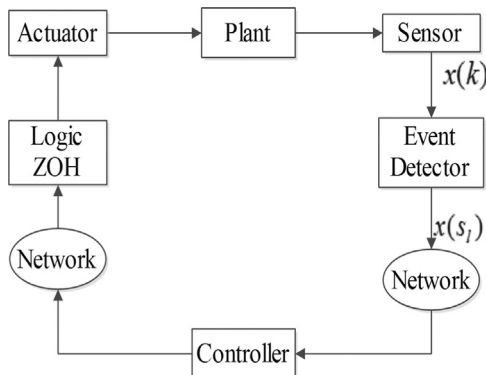 Actuator
Plant
Sensor
x(k)
Logic
ZOH
Event
Detector
x(s_l)
Network
Network
Controller